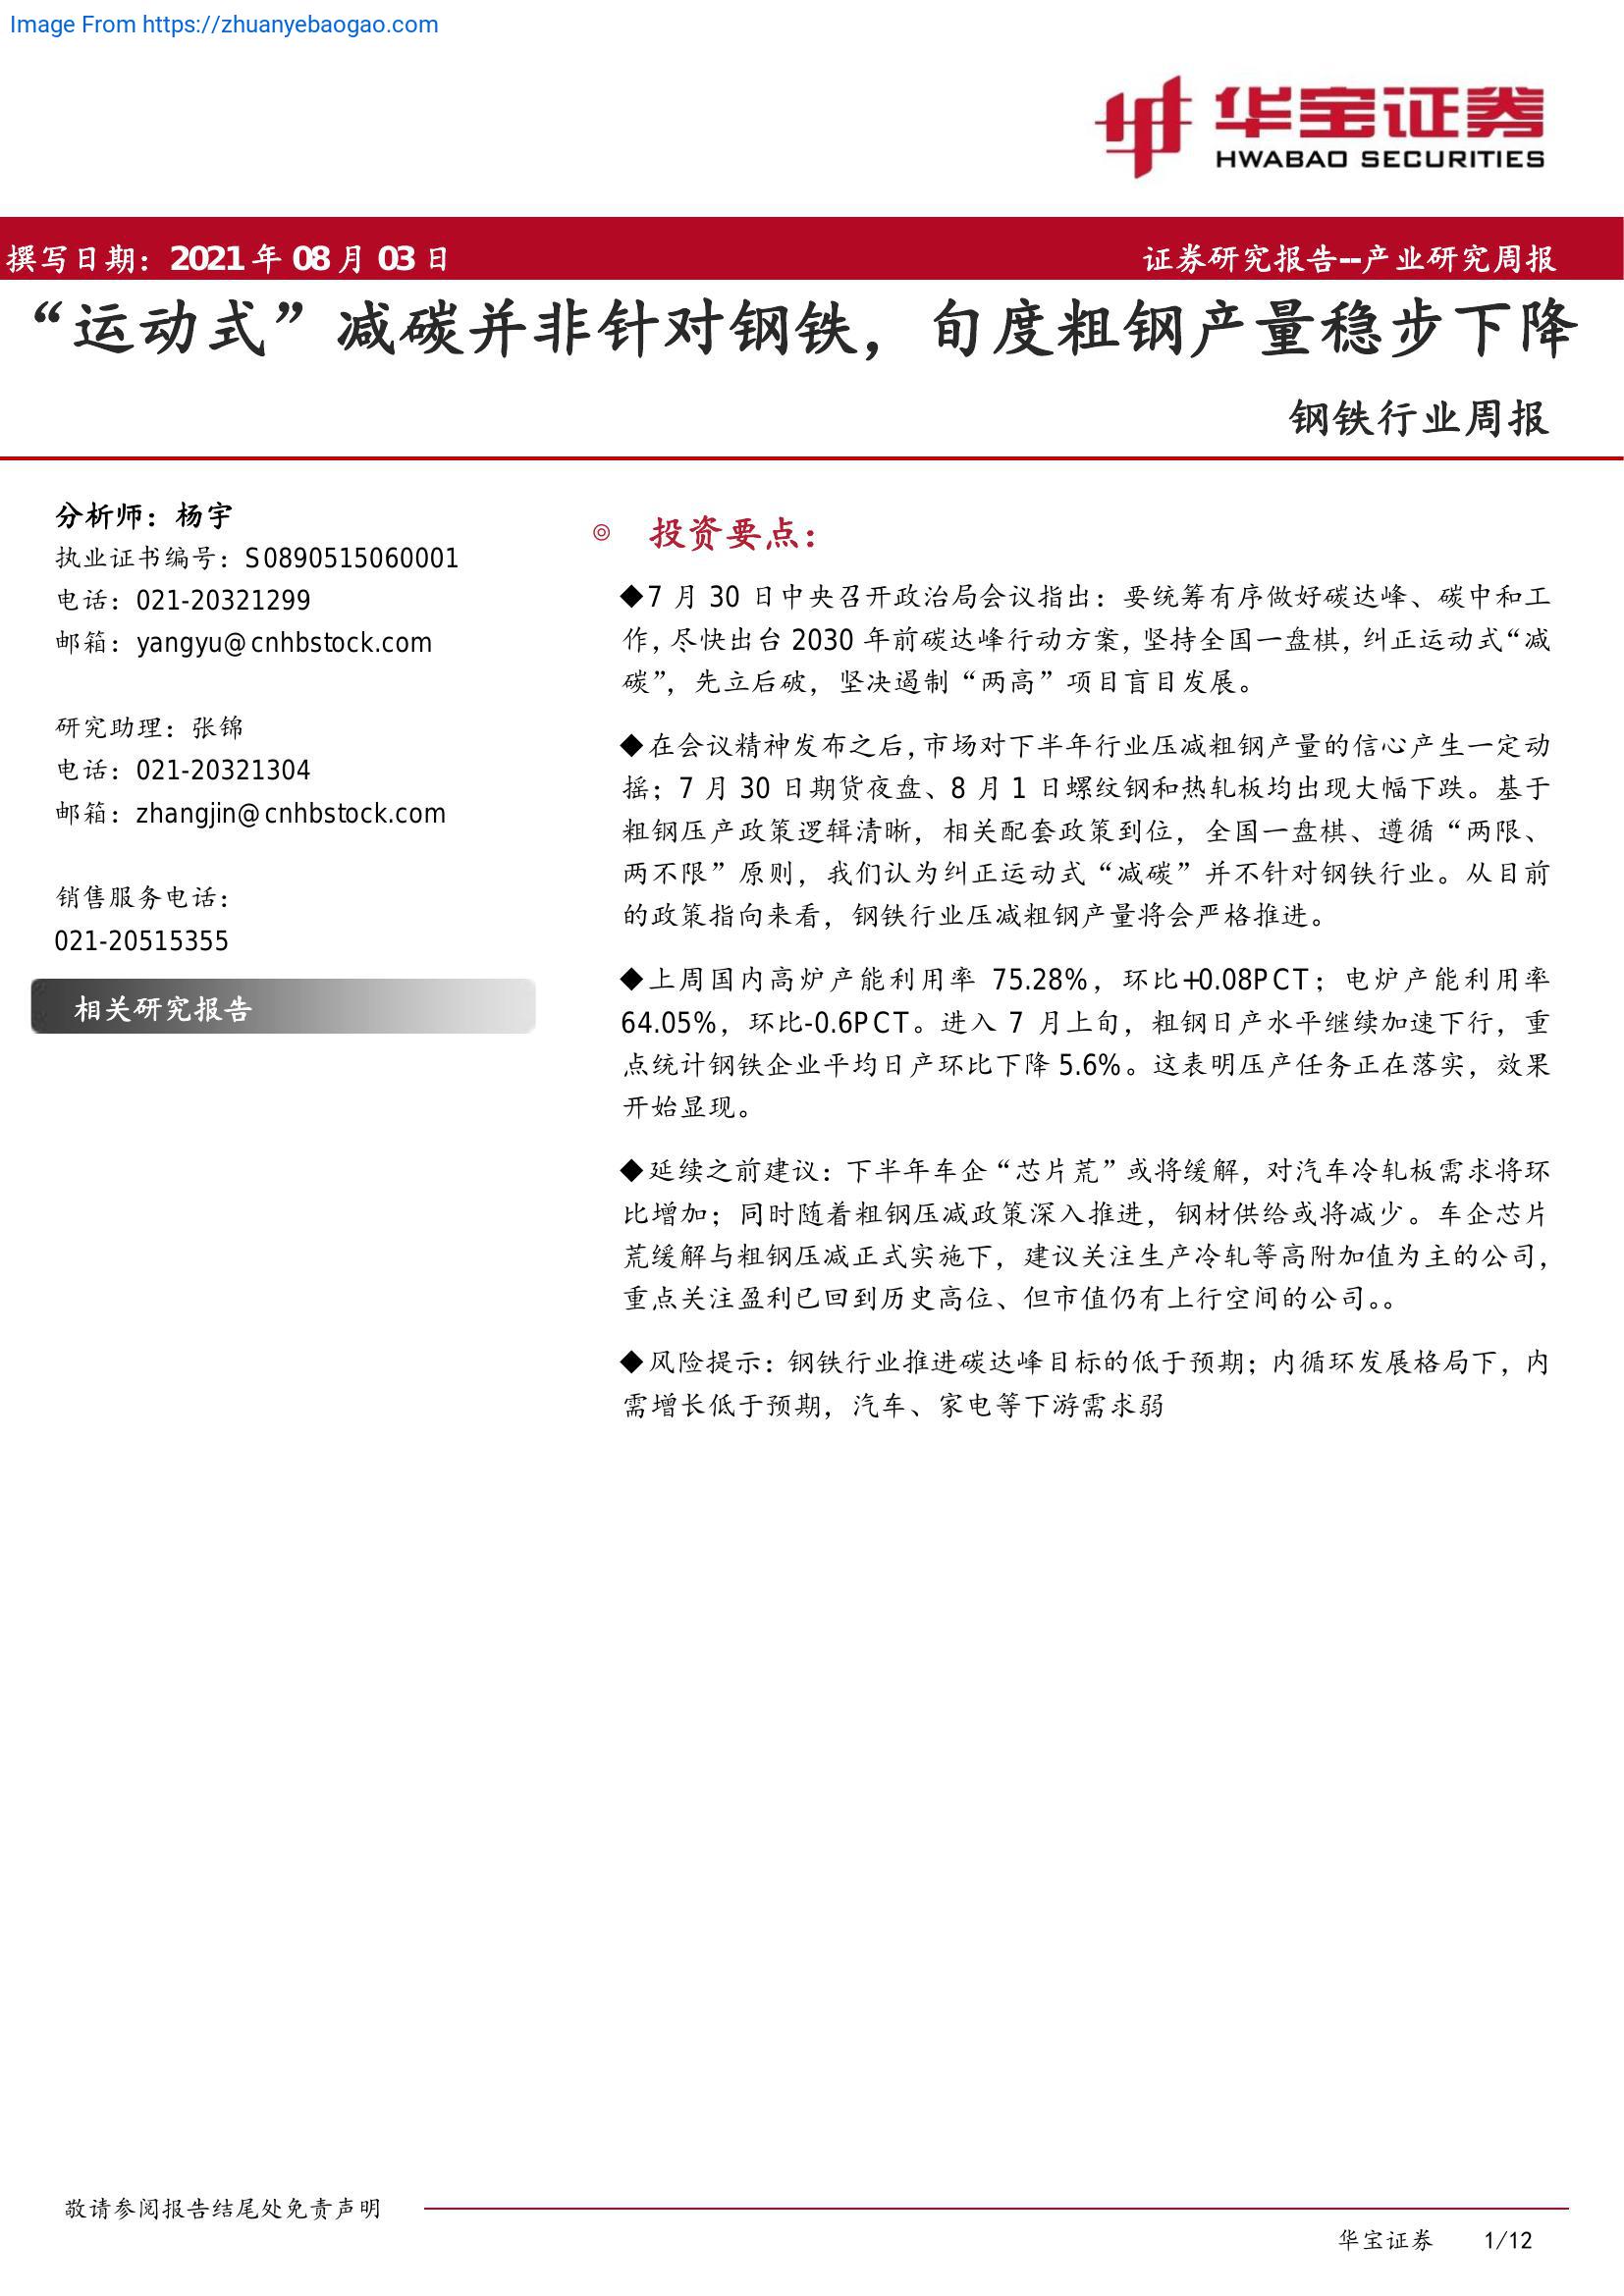 Image From https://zhuanyebaogao.com
华宝证券
HWABAO SECURITIES
撰写日期：2021 年 08 月 03 日
证券研究报告--产业研究周报
“运动式”减碳并非针对钢铁，旬度粗钢产量稳步下降
钢铁行业周报
分析师：杨宇
执业证书编号：S0890515060001
电话：021-20321299
邮箱：yangyu@cnhbstock.com
研究助理：张锦
电话：021-20321304
邮箱：zhangjin@cnhbstock.com
销售服务电话：
021-20515355
相关研究报告
◎ 投资要点：
◆7 月 30 日中央召开政治局会议指出：要统筹有序做好碳达峰、碳中和工
作，尽快出台 2030 年前碳达峰行动方案，坚持全国一盘棋，纠正运动式“减
碳”，先立后破，坚决遏制“两高”项目盲目发展。
◆在会议精神发布之后，市场对下半年行业压减粗钢产量的信心产生一定动
摇；7 月 30 日期货夜盘、8 月 1 日螺纹钢和热轧板均出现大幅下跌。基于
粗钢压产政策逻辑清晰，相关配套政策到位，全国一盘棋、遵循“两限、
两不限”原则，我们认为纠正运动式“减碳”并不针对钢铁行业。从目前
的政策指向来看，钢铁行业压减粗钢产量将会严格推进。
◆上周国内高炉产能利用率 75.28%，环比+0.08PCT；电炉产能利用率
64.05%，环比-0.6PCT。进入 7 月上旬，粗钢日产水平继续加速下行，重
点统计钢铁企业平均日产环比下降 5.6%。这表明压产任务正在落实，效果
开始显现。
◆延续之前建议：下半年车企“芯片荒”或将缓解，对汽车冷轧板需求将环
比增加；同时随着粗钢压减政策深入推进，钢材供给或将减少。车企芯片
荒缓解与粗钢压减正式实施下，建议关注生产冷轧等高附加值为主的公司，
重点关注盈利已回到历史高位、但市值仍有上行空间的公司。。
◆风险提示：钢铁行业推进碳达峰目标的低于预期；内循环发展格局下，内
需增长低于预期，汽车、家电等下游需求弱
敬请参阅报告结尾处免责声明
华宝证券 1/12